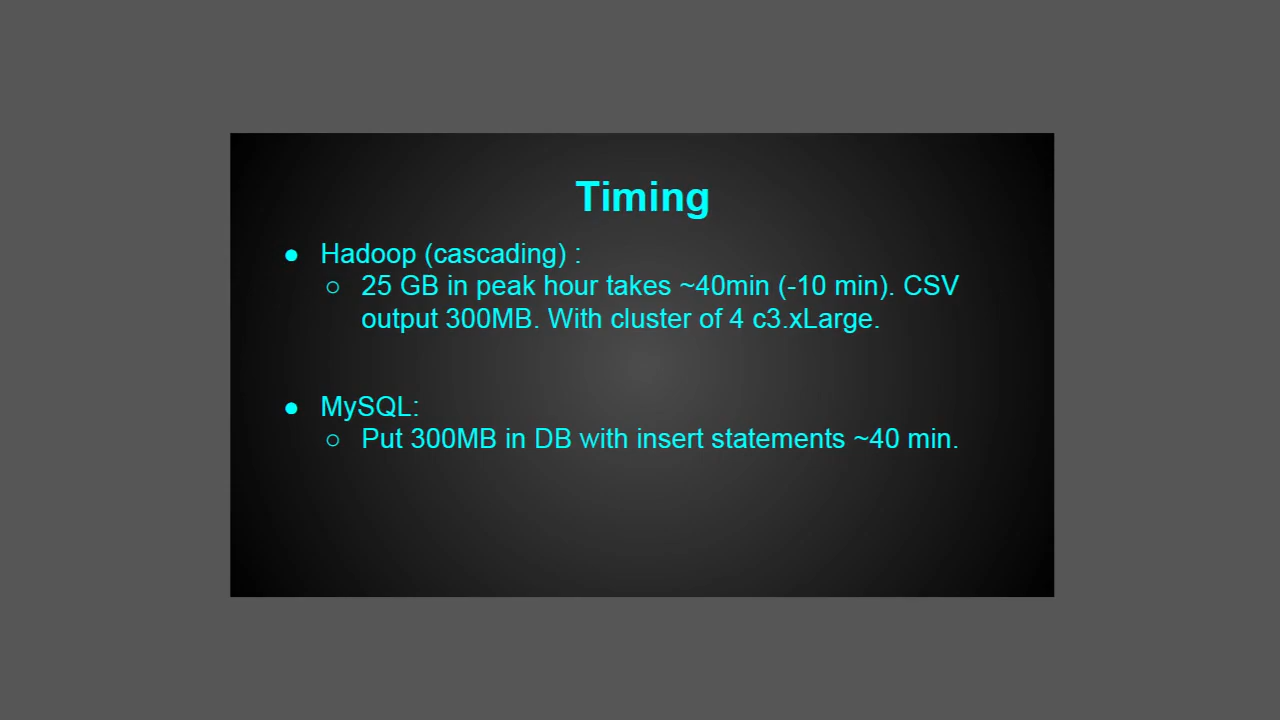 Timing
● Hadoop (cascading) :
○ 25 GB in peak hour takes ~40min (-10 min). CSV
output 300MB. With cluster of 4 c3.xLarge.
● MySQL:
○ Put 300MB in DB with insert statements ~40 min.